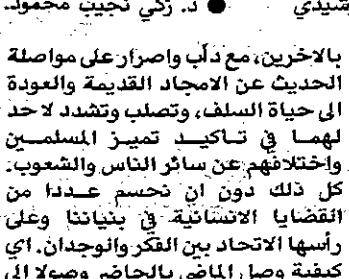 شيدي ● د. زكي نجيب محمود.
بالاخرين، مع دأب واصرار على مواصلة
الحديث عن الامجاد القديمة والعودة
الى حياة السلف، وتصلب وتشدد لا حد
لهما في تأكيد تميز المسلمين
واختلافهم عن سائر الناس والشعوب.
كل ذلك دون ان نحسم عددا من
القضايا الانسانية في بنياننا وعلى
رأسها الاتحاد بين الفكر والوجدان. اي
كيفية وصل الماضي بالحاضر وصولا الى